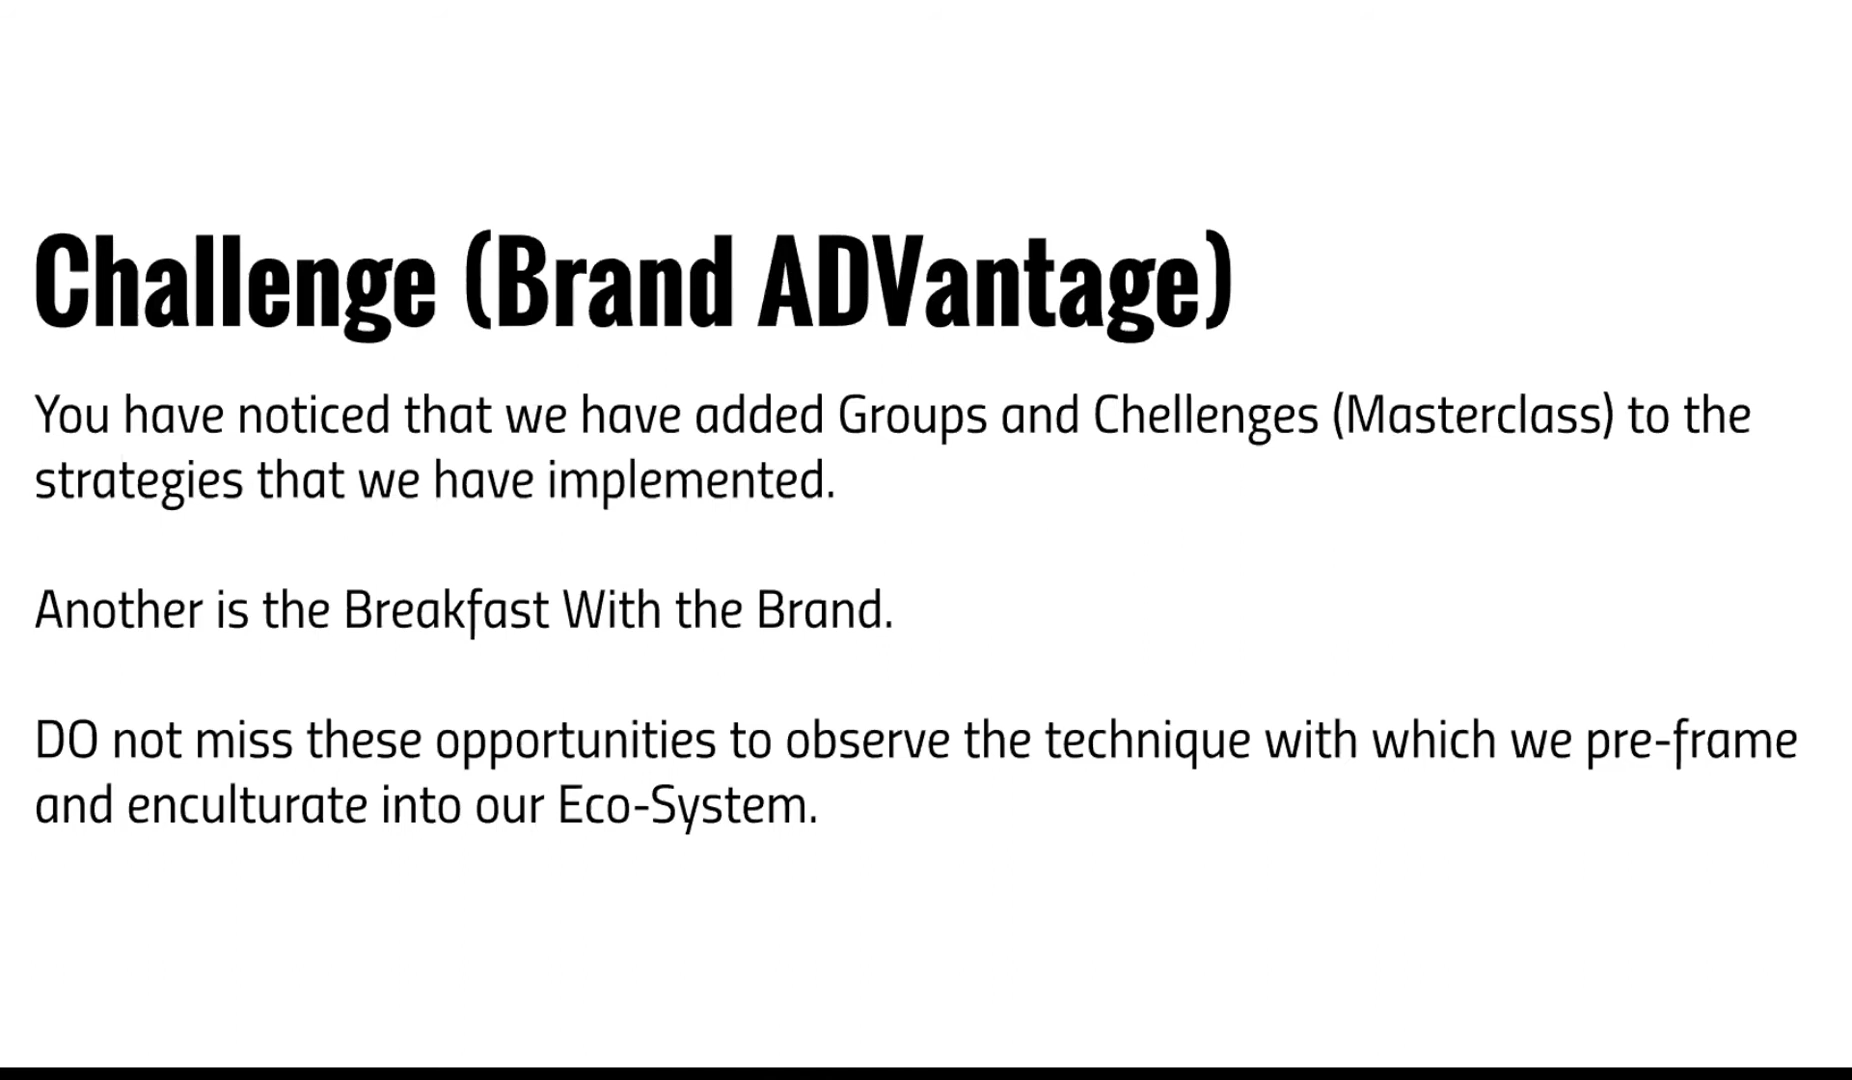 Challenge (Brand ADVantage)
You have noticed that we have added Groups and Chellenges (Masterclass) to the
strategies that we have implemented.
Another is the Breakfast With the Brand.
DO not miss these opportunities to observe the technique with which we pre-frame
and enculturate into our Eco-System.